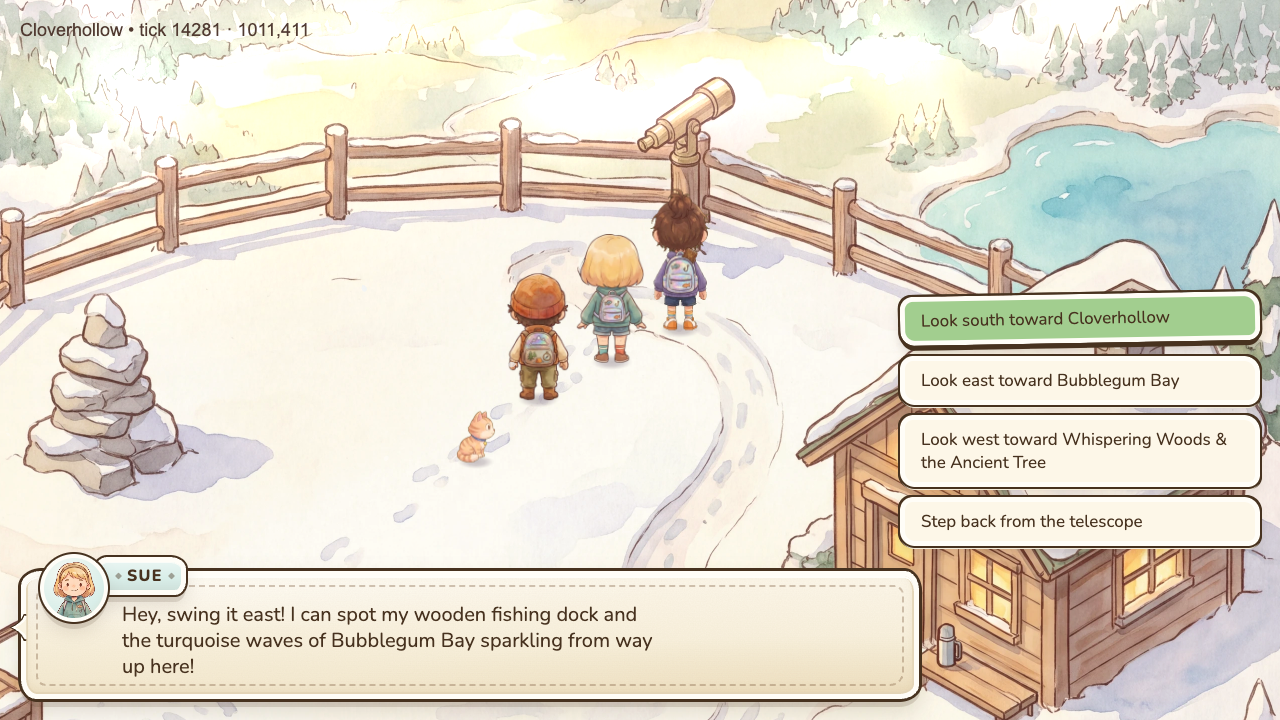 Cloverhollow • tick 14281 · 1011,411
Look south toward Cloverhollow
Look east toward Bubblegum Bay
Look west toward Whispering Woods &
the Ancient Tree
Step back from the telescope
SUE
Hey, swing it east! I can spot my wooden fishing dock and
the turquoise waves of Bubblegum Bay sparkling from way
up here!